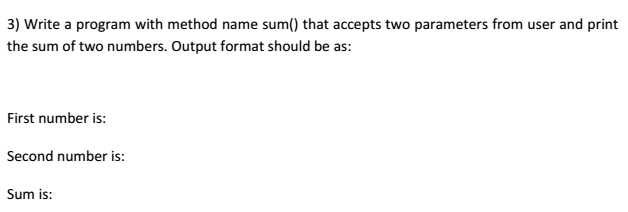 3) Write a program with method name sum() that accepts two parameters from user and print
the sum of two numbers. Output format should be as:
First number is:
Second number is:
Sum is: